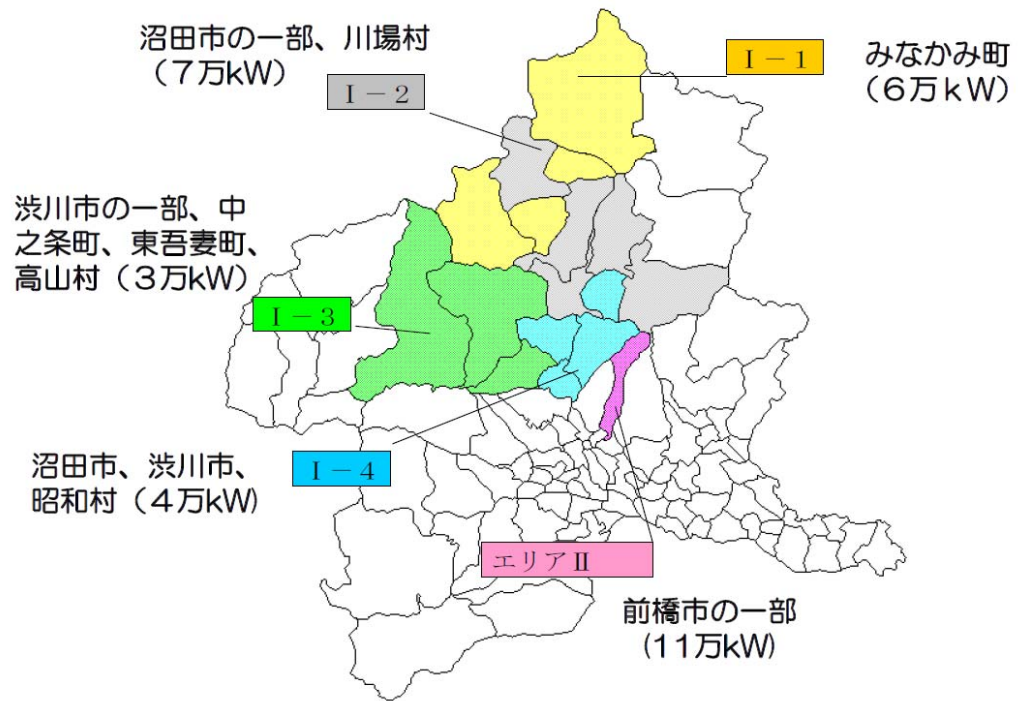 沼田市の一部、川場村
（7万kW）
Ⅰ－２
Ⅰ－１
みなかみ町
（６万ｋＷ）
渋川市の一部、中
之条町、東吾妻町、
高山村（３万kW）
Ⅰ－３
沼田市、渋川市、
昭和村（４万kW)
Ⅰ－４
エリアⅡ
前橋市の一部
(11万kW)